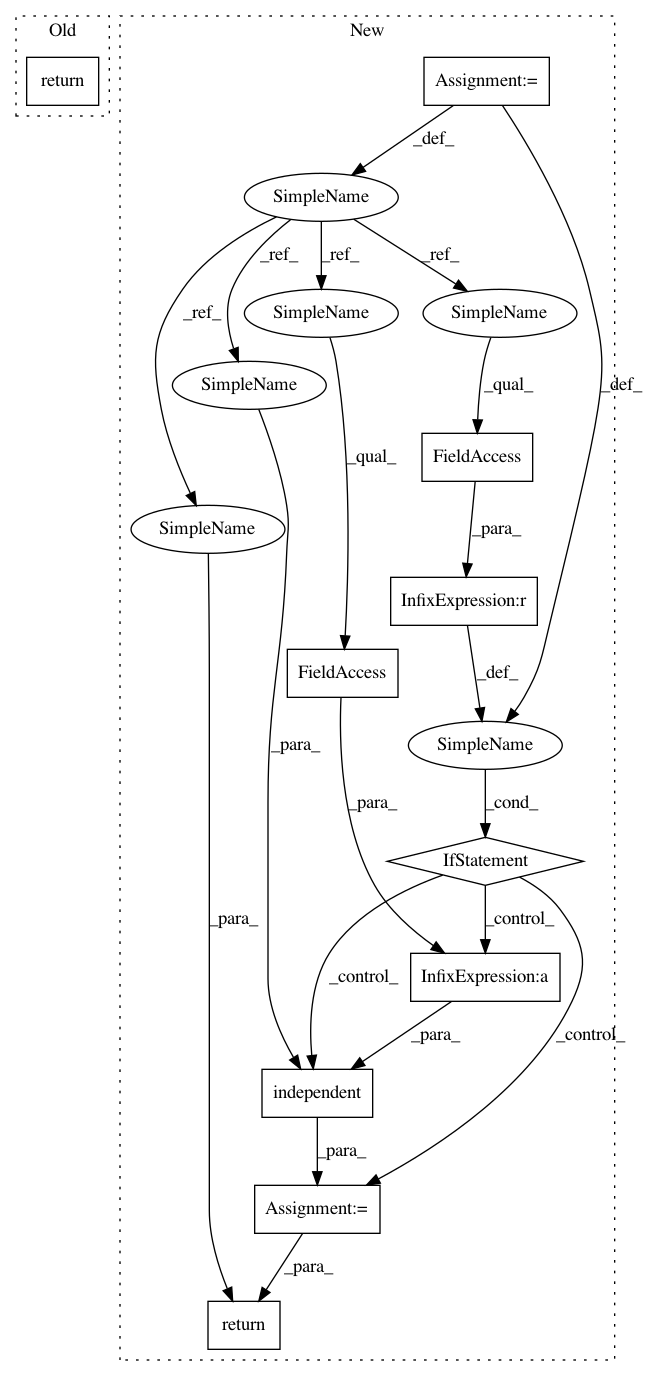 Old
New
return
Assignment:=
_def_
SimpleName
_ref_
_ref_
_ref_
_ref_
SimpleName
SimpleName
SimpleName
_qual_
_def_
_qual_
FieldAccess
SimpleName
_para_
InfixExpression:r
FieldAccess
_def_
_para_
SimpleName
_para_
_cond_
IfStatement
_para_
_control_
_control_
InfixExpression:a
_para_
_control_
independent
_para_
Assignment:=
_para_
return